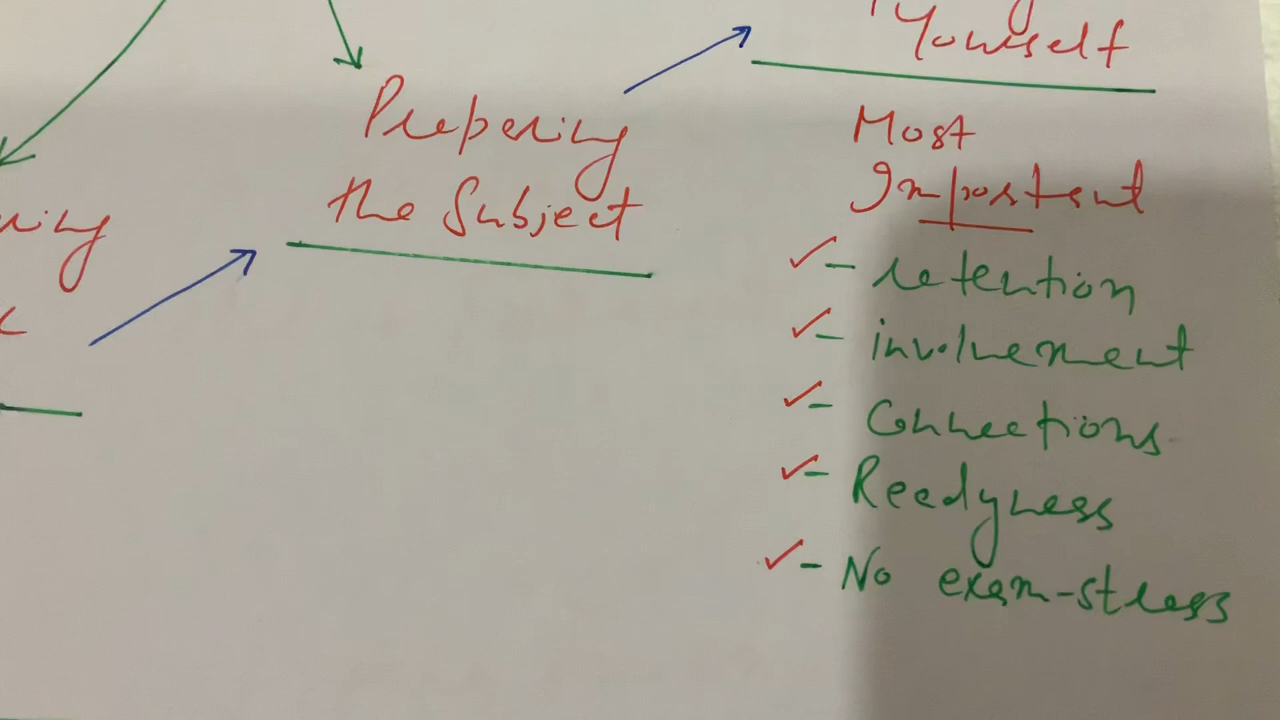 Yourself
Preparing
the Subject
Most
Important
- retention
- involvement
- Connections
- Readyness
- No exam-stress